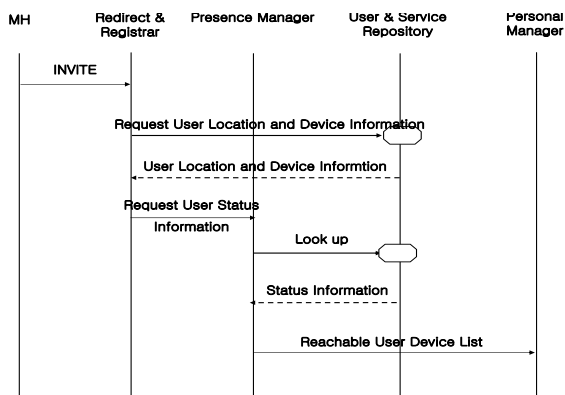 MH
Redirect &
Registrar
Presence Manager
User & Service
Repository
Personal
Manager
INVITE
Request User Location and Device Information
User Location and Device Informtion
Request User Status
Information
Look up
Status Information
Reachable User Device List